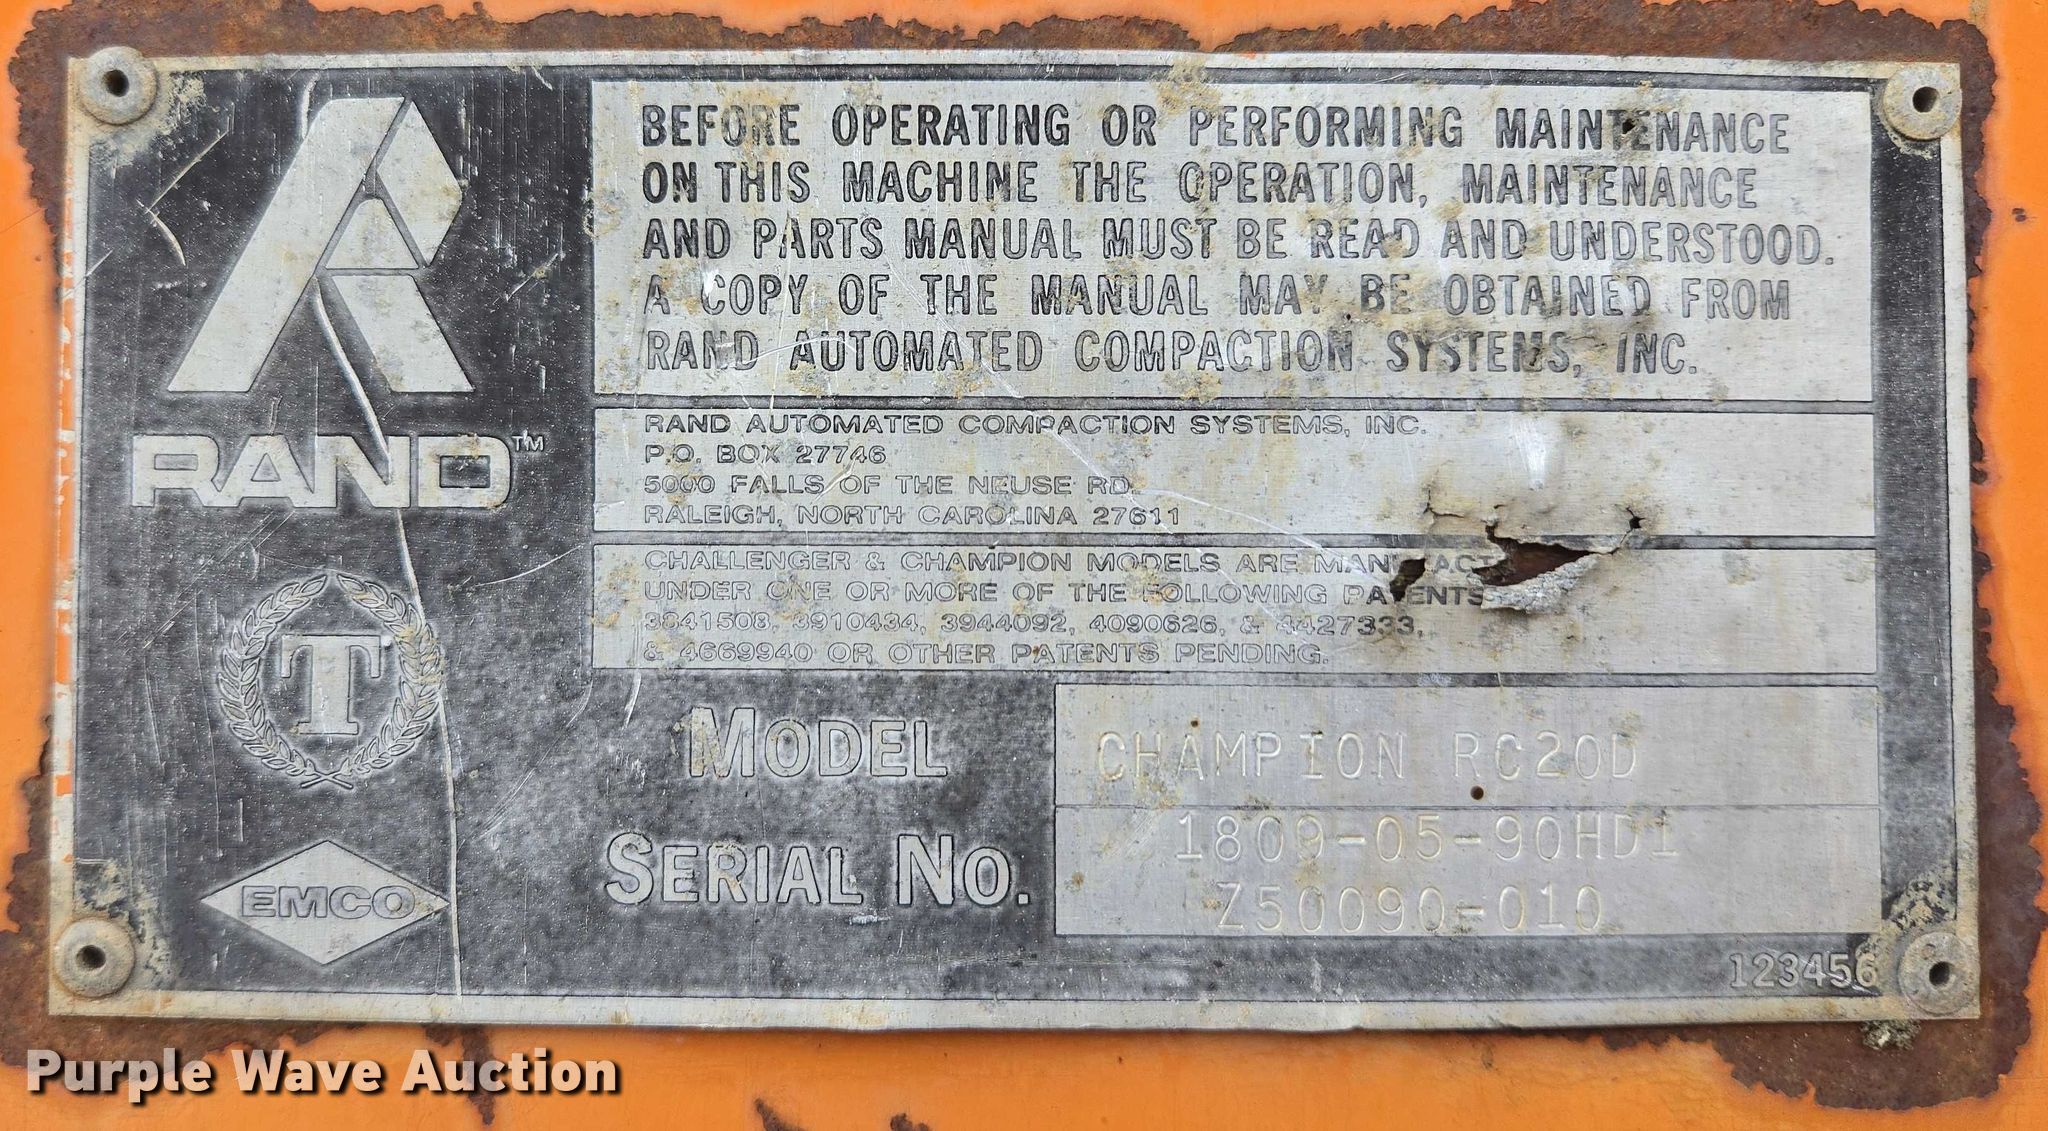 BEFORE OPERATING OR PERFORMING MAINTENANCE
ON THIS MACHINE THE OPERATION, MAINTENANCE
AND PARTS MANUAL MUST BE READ AND UNDERSTOOD.
A COPY OF THE MANUAL MAY BE OBTAINED FROM
RAND AUTOMATED COMPACTION SYSTEMS, INC.
RAND™
RAND AUTOMATED COMPACTION SYSTEMS, INC.
P.O. BOX 27746
5000 FALLS OF THE NEUSE RD.
RALEIGH, NORTH CAROLINA 27611
CHALLENGER & CHAMPION MODELS ARE
UNDER ONE OR MORE OF THE FOLLOWING PATENTS
3841508, 3910434, 3944092, 4090626, & 4427333,
& 4669940 OR OTHER PATENTS PENDING.
T
EMCO
MODEL CHAMPION RC20D
SERIAL NO. 1809-05-90HD1
Z50090-010
123456
Purple Wave Auction